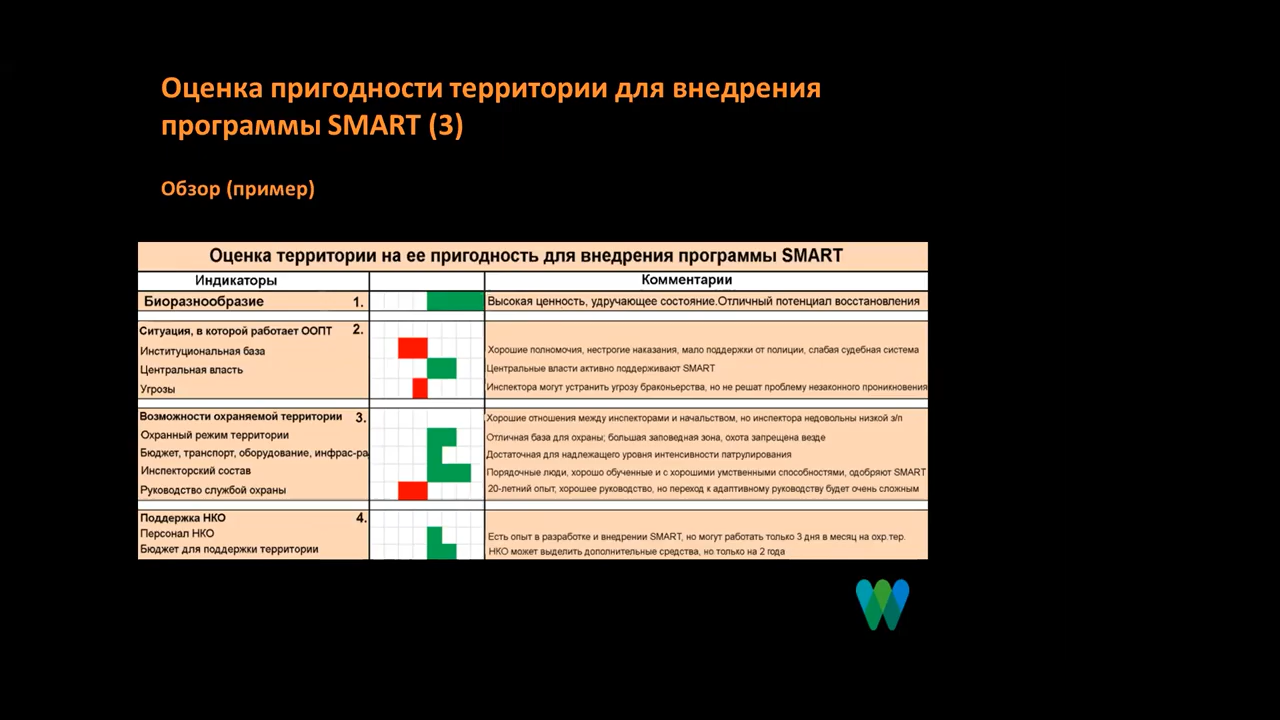 Оценка пригодности территории для внедрения
программы SMART (3)
Обзор (пример)
Оценка территории на ее пригодность для внедрения программы SMART
Индикаторы Комментарии
Биоразнообразие 1. Высокая ценность, удручающее состояние.Отличный потенциал восстановления
Ситуация, в которой работает ООПТ 2.
Институциональная база Хорошие полномочия, нестрогие наказания, мало поддержки от полиции, слабая судебная система
Центральная власть Центральные власти активно поддерживают SMART
Угрозы Инспектора могут устранить угрозу браконьерства, но не решат проблему незаконного проникновения
Возможности охраняемой территории 3. Хорошие отношения между инспекторами и начальством, но инспектора недовольны низкой з/п
Охранный режим территории Отличная база для охраны; большая заповедная зона, охота запрещена везде
Бюджет, транспорт, оборудование, инфрас-ра Достаточная для надлежащего уровня интенсивности патрулирования
Инспекторский состав Порядочные люди, хорошо обученные и с хорошими умственными способностями, одобряют SMART
Руководство службой охраны 20-летний опыт, хорошее руководство, но переход к адаптивному руководству будет очень сложным
Поддержка НКО 4.
Персонал НКО Есть опыт в разработке и внедрении SMART, но могут работать только 3 дня в месяц на охр.тер.
Бюджет для поддержки территории НКО может выделить дополнительные средства, но только на 2 года